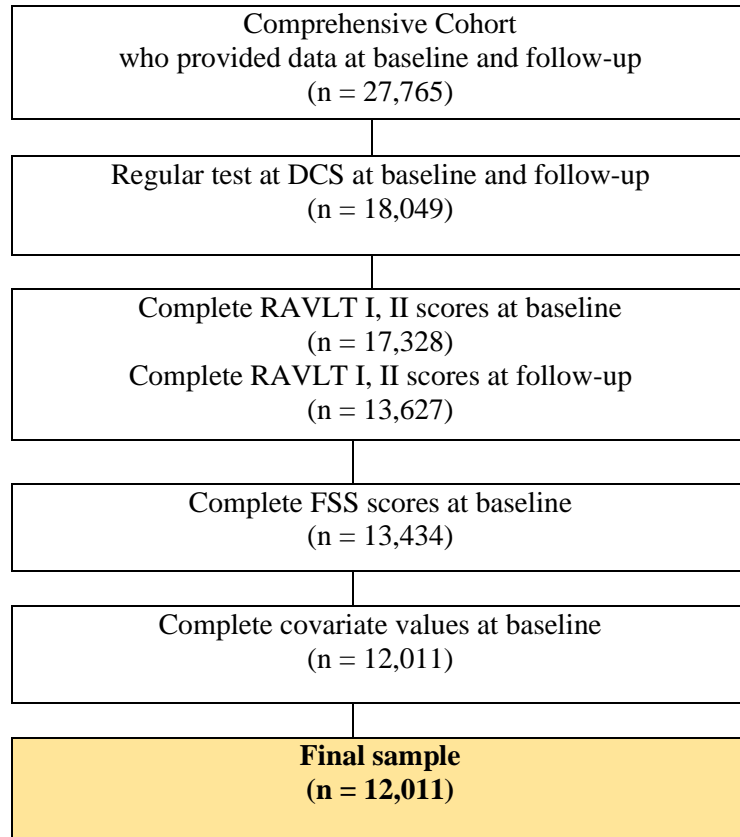 Comprehensive Cohort
who provided data at baseline and follow-up
(n = 27,765)
Regular test at DCS at baseline and follow-up
(n = 18,049)
Complete RAVLT I, II scores at baseline
(n = 17,328)
Complete RAVLT I, II scores at follow-up
(n = 13,627)
Complete FSS scores at baseline
(n = 13,434)
Complete covariate values at baseline
(n = 12,011)
Final sample
(n = 12,011)